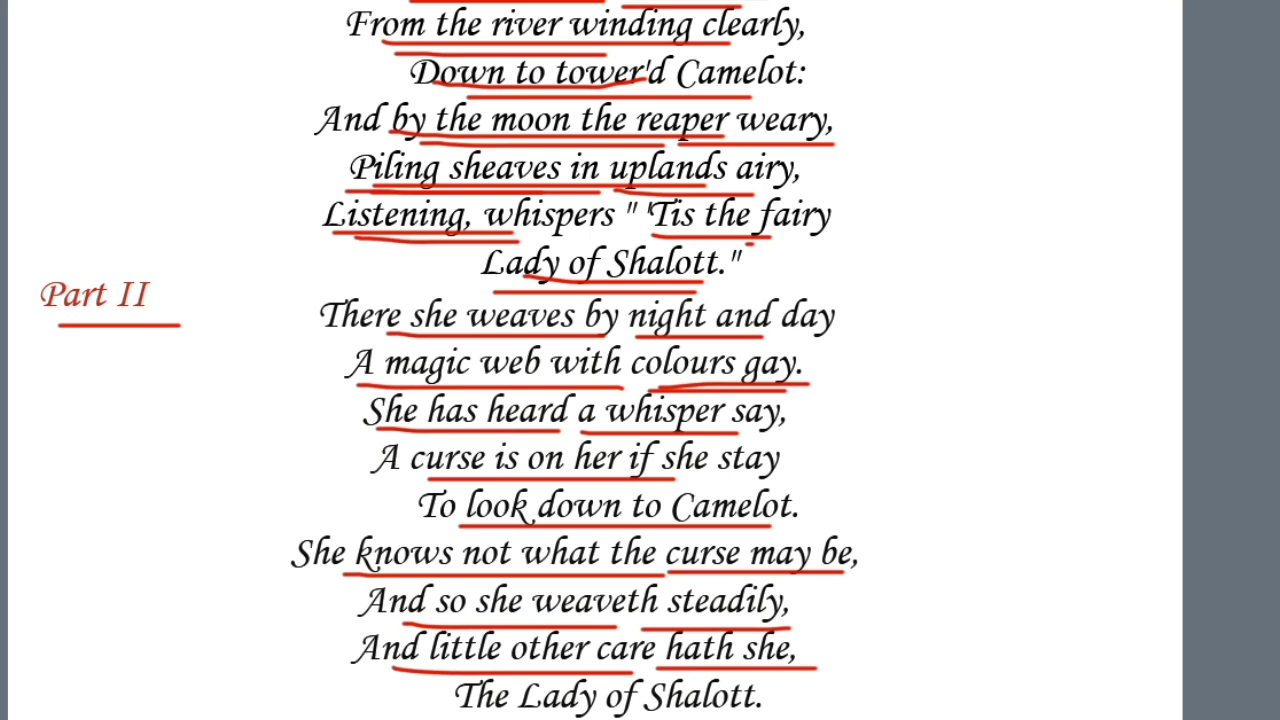 From the river winding clearly,
Down to tower'd Camelot:
And by the moon the reaper weary,
Piling sheaves in uplands airy,
Listening, whispers " 'Tis the fairy
Lady of Shalott."
Part II
There she weaves by night and day
A magic web with colours gay.
She has heard a whisper say,
A curse is on her if she stay
To look down to Camelot.
She knows not what the curse may be,
And so she weaveth steadily,
And little other care hath she,
The Lady of Shalott.